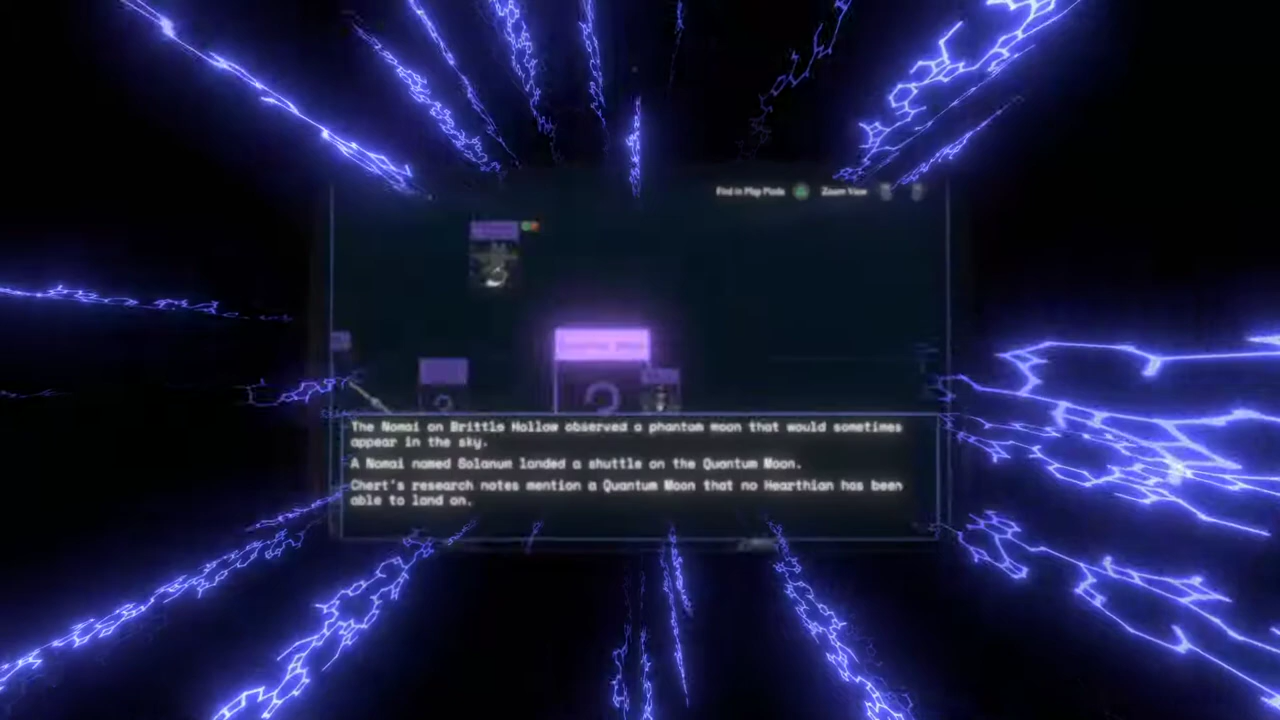 Find in Map Mode Zoom View
The Nomai on Brittle Hollow observed a phantom moon that would sometimes
appear in the sky.
A Nomai named Solanum landed a shuttle on the Quantum Moon.
Chert's research notes mention a Quantum Moon that no Hearthian has been
able to land on.